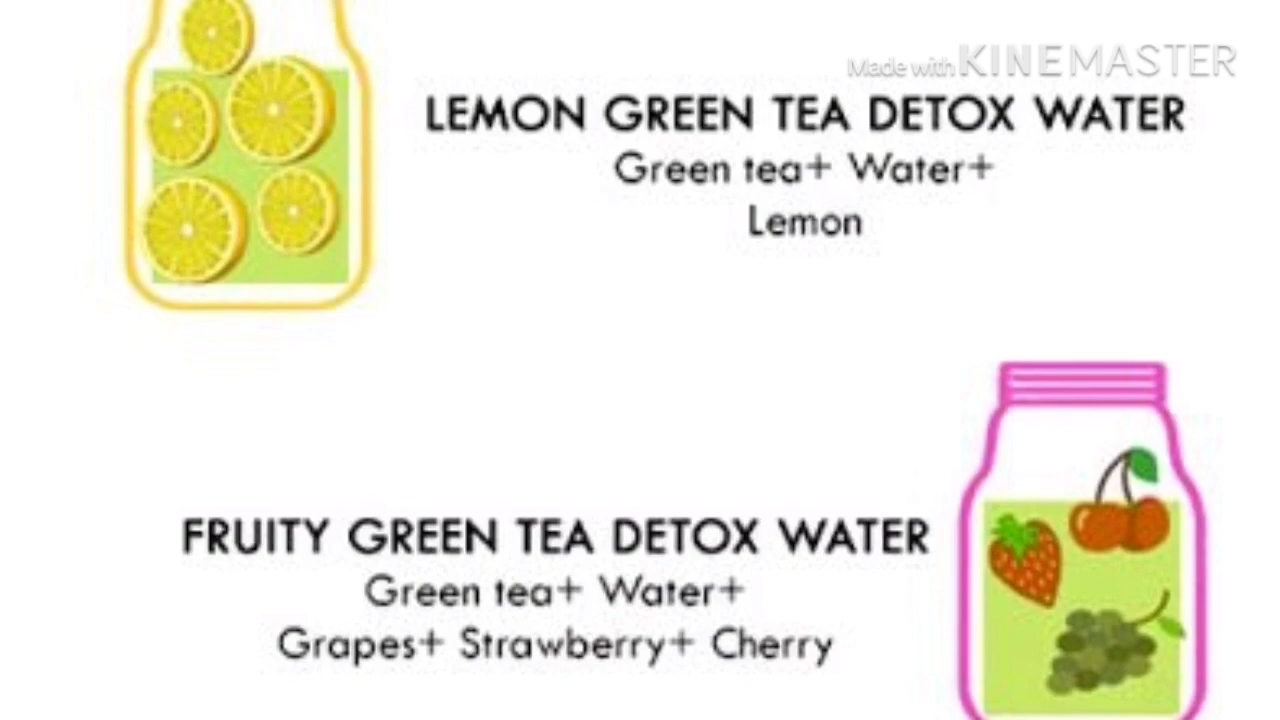 Made with KINEMASTER
LEMON GREEN TEA DETOX WATER
Green tea+ Water+
Lemon
FRUITY GREEN TEA DETOX WATER
Green tea+ Water+
Grapes+ Strawberry+ Cherry